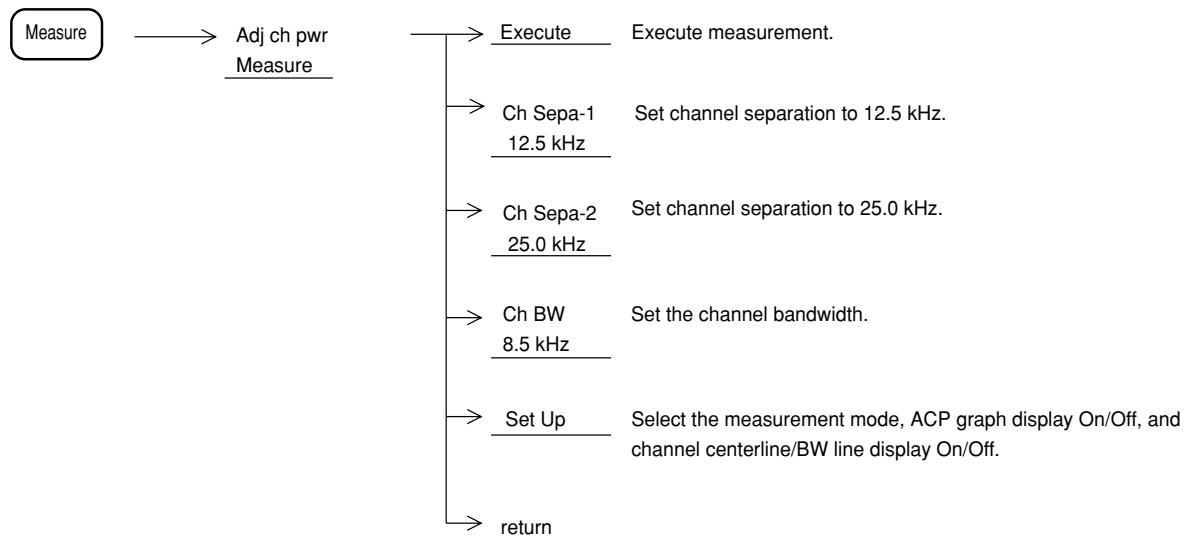 Measure
Adj ch pwr
Measure
Execute Execute measurement.
Ch Sepa-1 Set channel separation to 12.5 kHz.
12.5 kHz
Ch Sepa-2 Set channel separation to 25.0 kHz.
25.0 kHz
Ch BW Set the channel bandwidth.
8.5 kHz
Set Up Select the measurement mode, ACP graph display On/Off, and
channel centerline/BW line display On/Off.
return